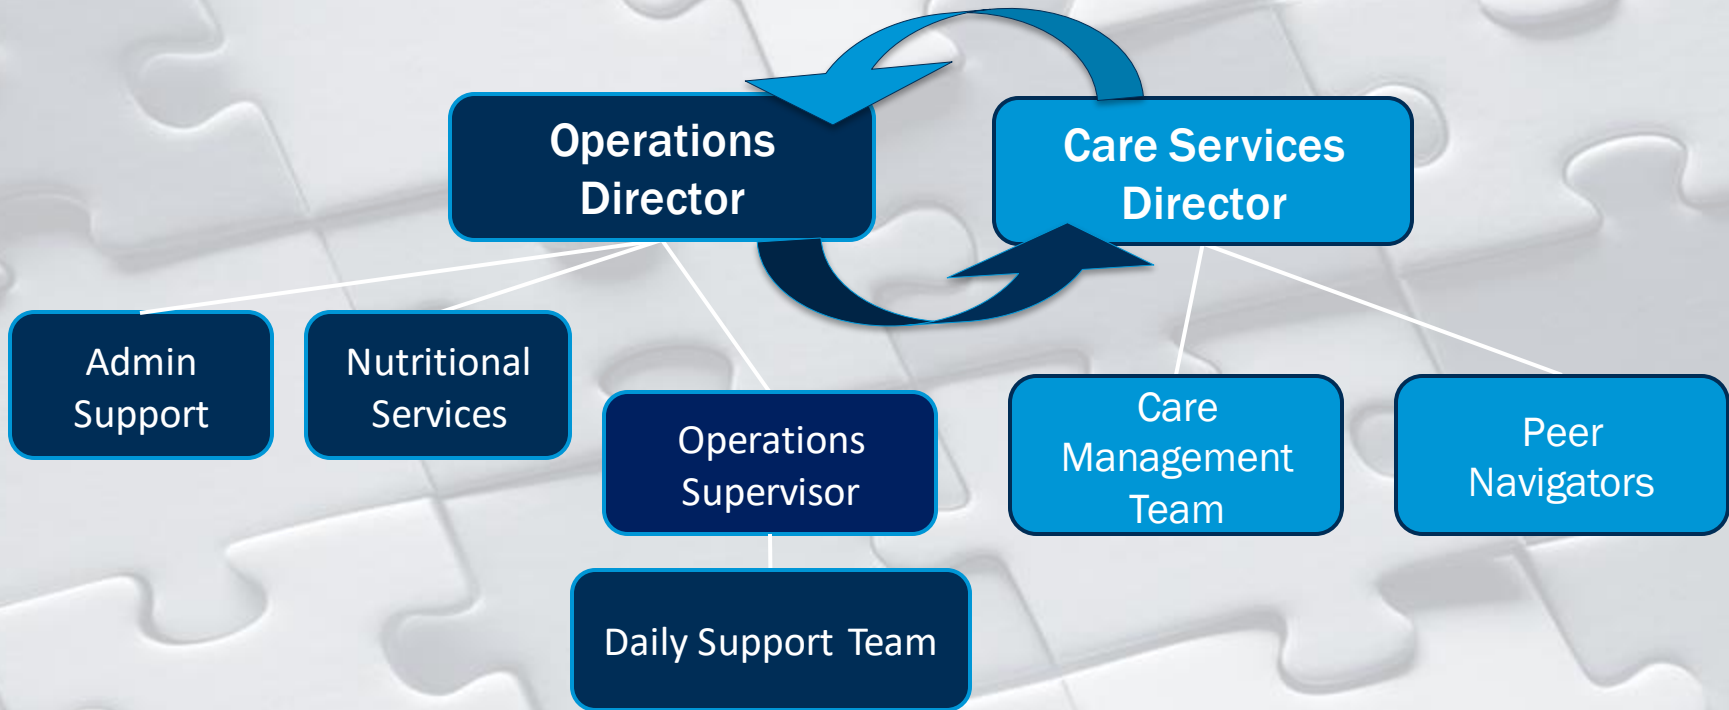 Operations
Director
Care Services
Director
Admin
Support
Nutritional
Services
Operations
Supervisor
Care
Management
Team
Peer
Navigators
Daily Support Team